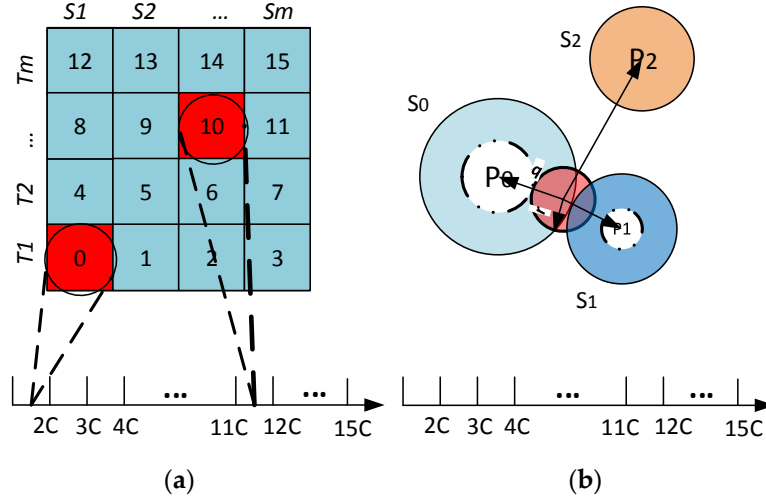 S1 S2 ... Sm
Tm 12 13 14 15
... 8 9 10 11
T2 4 5 6 7
T1 0 1 2 3
... ...
2C 3C 4C 11C 12C 15C
(a)
S2 P2
S0
P0 q
r P1
S1
... ...
2C 3C 4C 11C 12C 15C
(b)